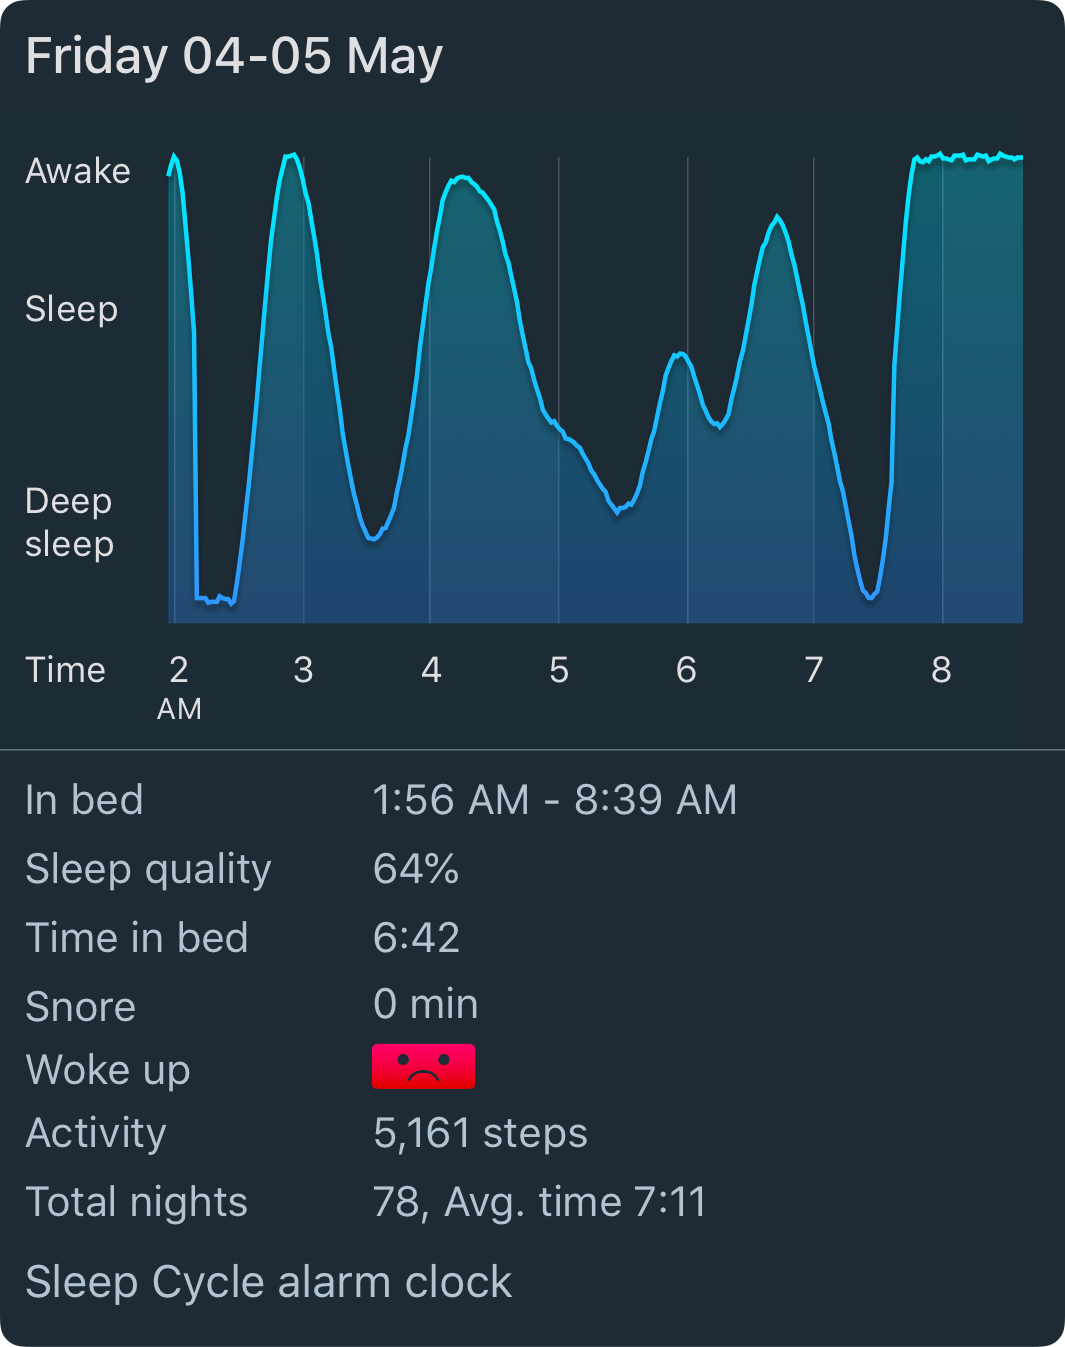 Friday 04-05 May
Awake
Sleep
Deep
sleep
Time 2 3 4 5 6 7 8
AM
In bed 1:56 AM - 8:39 AM
Sleep quality 64%
Time in bed 6:42
Snore 0 min
Woke up
Activity 5,161 steps
Total nights 78, Avg. time 7:11
Sleep Cycle alarm clock